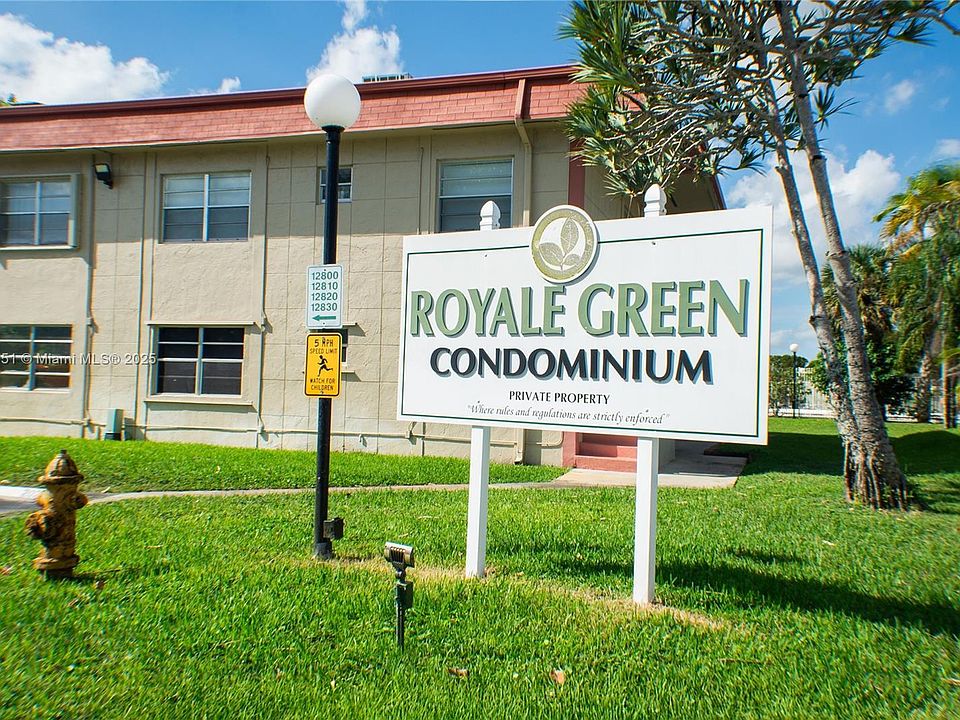 12800
12810
12820
12830
5 MPH
SPEED LIMIT
WATCH FOR
CHILDREN
ROYALE GREEN
CONDOMINIUM
PRIVATE PROPERTY
"Where rules and regulations are strictly enforced"
51 © Miami MLS® 2025